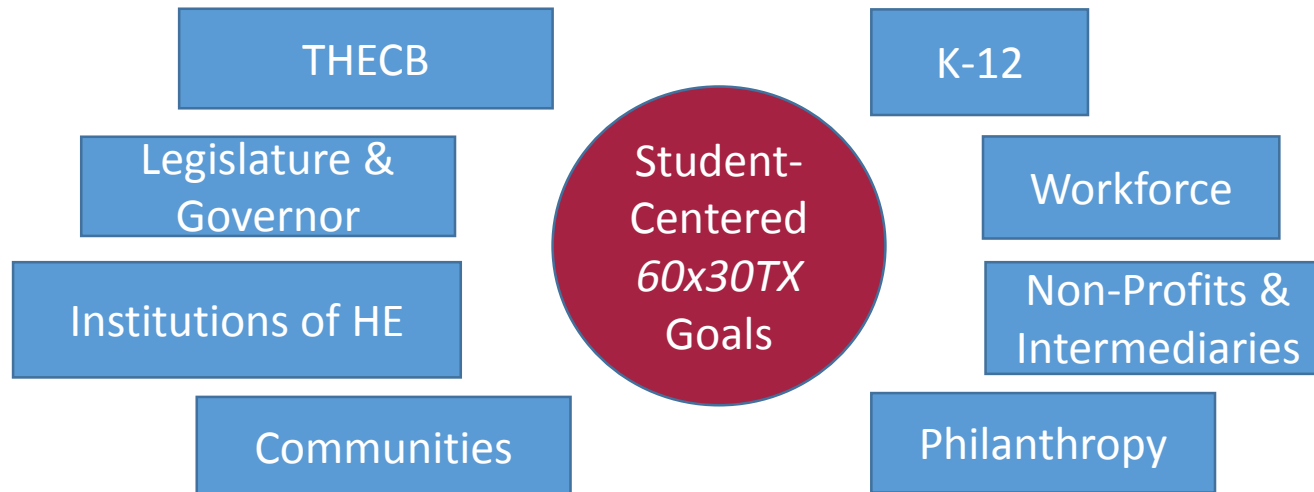 THECB
Legislature &
Governor
Institutions of HE
Communities
Student-
Centered
60x30TX
Goals
K-12
Workforce
Non-Profits &
Intermediaries
Philanthropy